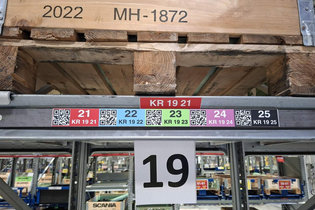 2022 MH-1872
KR 19 21
21
KR 19 21
22
KR 19 22
23
KR 19 23
24
KR 19 24
25
KR 19 25
19
SCANIA